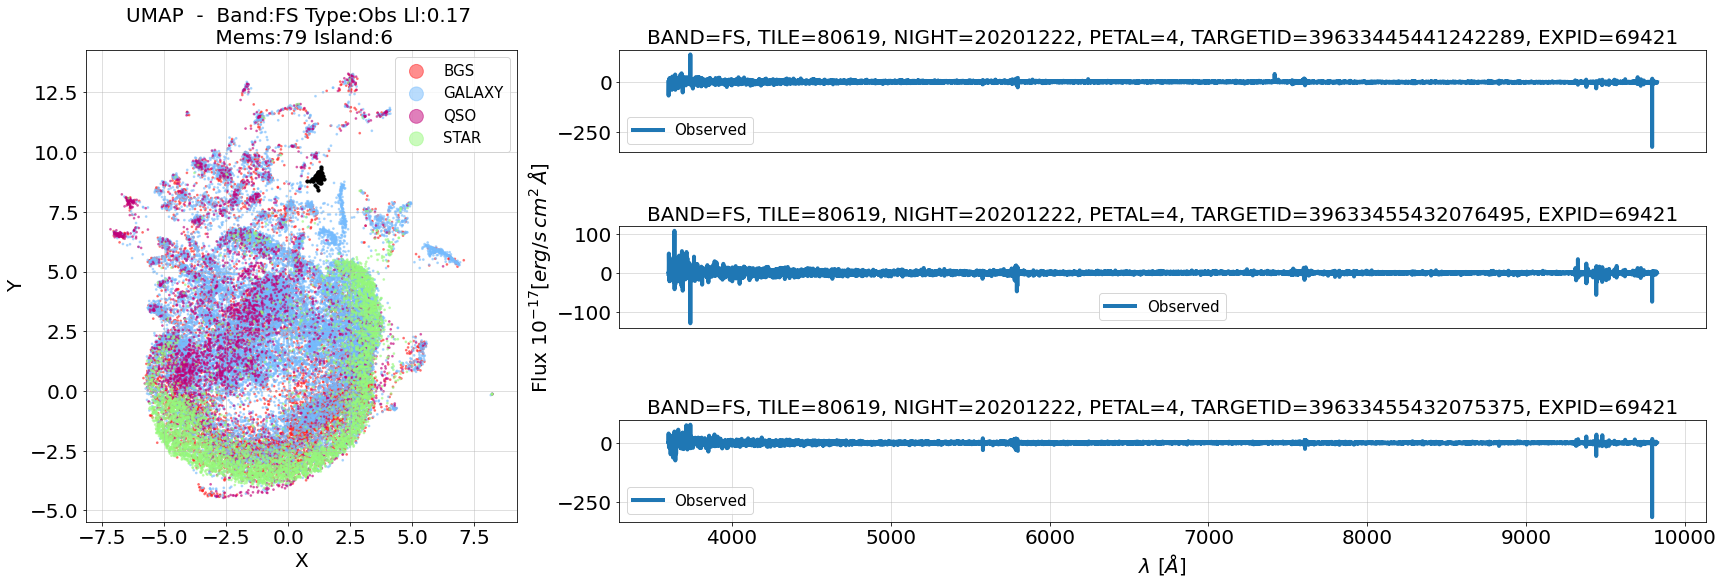 UMAP - Band:FS Type:Obs Ll:0.17
Mems:79 Island:6
BGS
GALAXY
QSO
STAR
12.5
10.0
7.5
5.0
2.5
0.0
−2.5
−5.0
Y
−7.5 −5.0 −2.5 0.0 2.5 5.0 7.5
X
Flux 10^−17[erg/s cm^2 Å]
BAND=FS, TILE=80619, NIGHT=20201222, PETAL=4, TARGETID=39633445441242289, EXPID=69421
0
−250
Observed
BAND=FS, TILE=80619, NIGHT=20201222, PETAL=4, TARGETID=39633455432076495, EXPID=69421
100
0
−100
Observed
BAND=FS, TILE=80619, NIGHT=20201222, PETAL=4, TARGETID=39633455432075375, EXPID=69421
0
−250
Observed
4000 5000 6000 7000 8000 9000 10000
λ [Å]